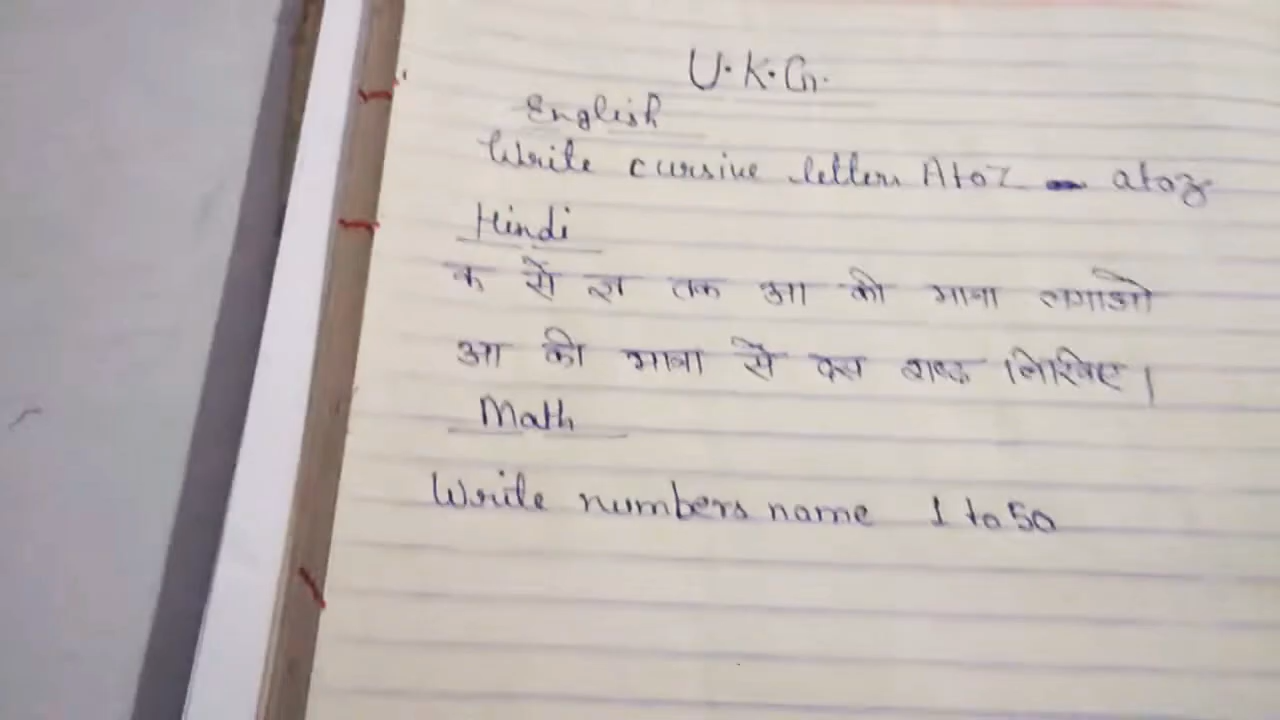 U.K.G.
English
Write cursive letters A to Z - a to z
Hindi
क से ज्ञ तक आ की मात्रा लगाओ
आ की मात्रा से दस शब्द लिखिए।
Math
Write numbers name 1 to 50